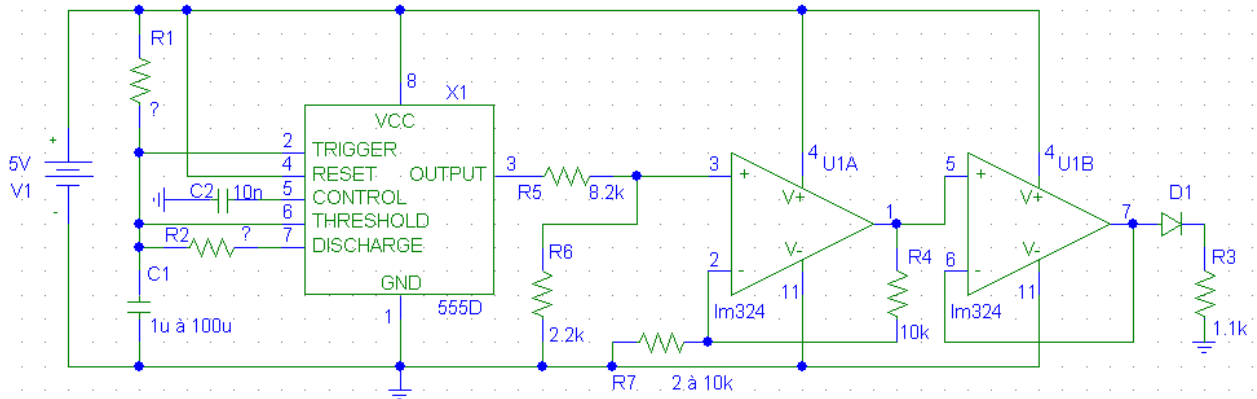 R1
?
5V
V1
+
-
8
X1
VCC
2 TRIGGER
4 RESET
OUTPUT 3
C2 10n
5 CONTROL
6 THRESHOLD
R2 ?
7 DISCHARGE
C1
1u à 100u
GND
1
555D
R5 8.2k
R6
2.2k
3
+
2
-
4
U1A
V+
V-
11
lm324
1
R7 2 à 10k
R4
10k
5
+
6
-
4
U1B
V+
V-
11
lm324
7
D1
R3
1.1k